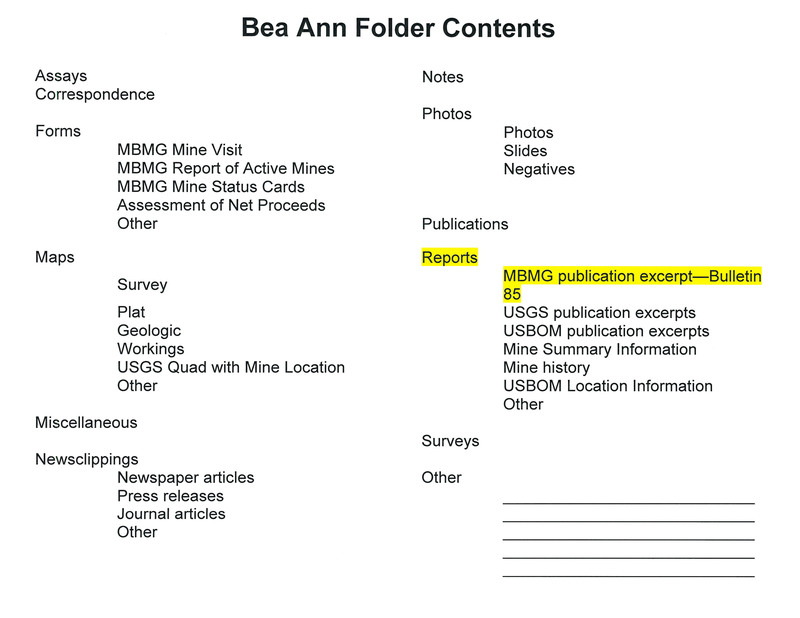 Bea Ann Folder Contents
Assays
Correspondence
Forms
MBMG Mine Visit
MBMG Report of Active Mines
MBMG Mine Status Cards
Assessment of Net Proceeds
Other
Maps
Survey
Plat
Geologic
Workings
USGS Quad with Mine Location
Other
Miscellaneous
Newsclippings
Newspaper articles
Press releases
Journal articles
Other
Notes
Photos
Photos
Slides
Negatives
Publications
Reports
MBMG publication excerpt—Bulletin
85
USGS publication excerpts
USBOM publication excerpts
Mine Summary Information
Mine history
USBOM Location Information
Other
Surveys
Other